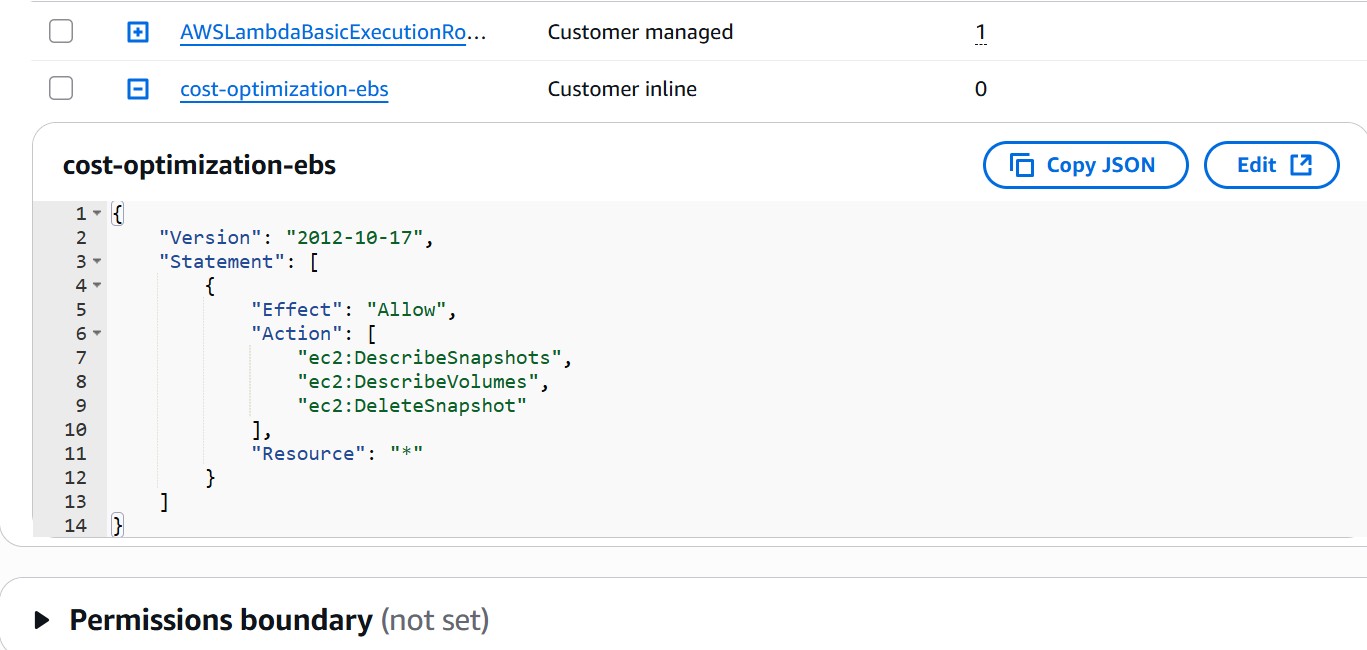 AWSLambdaBasicExecutionRo... Customer managed 1
cost-optimization-ebs Customer inline 0
cost-optimization-ebs Copy JSON Edit
1 {
2     "Version": "2012-10-17",
3     "Statement": [
4         {
5             "Effect": "Allow",
6             "Action": [
7                 "ec2:DescribeSnapshots",
8                 "ec2:DescribeVolumes",
9                 "ec2:DeleteSnapshot"
10             ],
11             "Resource": "*"
12         }
13     ]
14 }
Permissions boundary (not set)